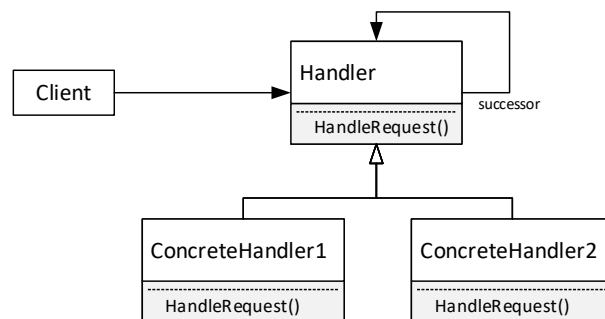 Handler
Client
successor
HandleRequest()
ConcreteHandler1
ConcreteHandler2
HandleRequest()
HandleRequest()